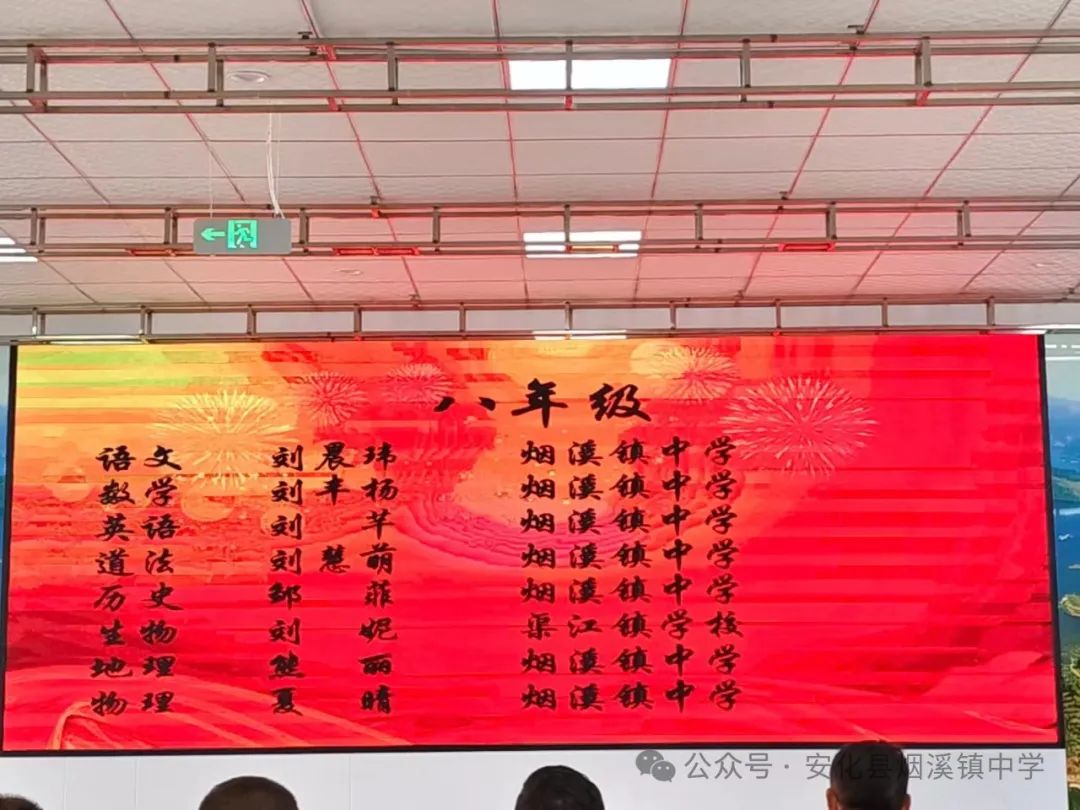 八年级
语文 刘晨玮 烟溪镇中学
数学 刘丰杨 烟溪镇中学
英语 刘芊 烟溪镇中学
道法 刘慧萌 烟溪镇中学
历史 邹菲 烟溪镇中学
生物 刘妮 渠江镇学校
地理 熊丽 烟溪镇中学
物理 夏晴 烟溪镇中学
公众号·安化县烟溪镇中学